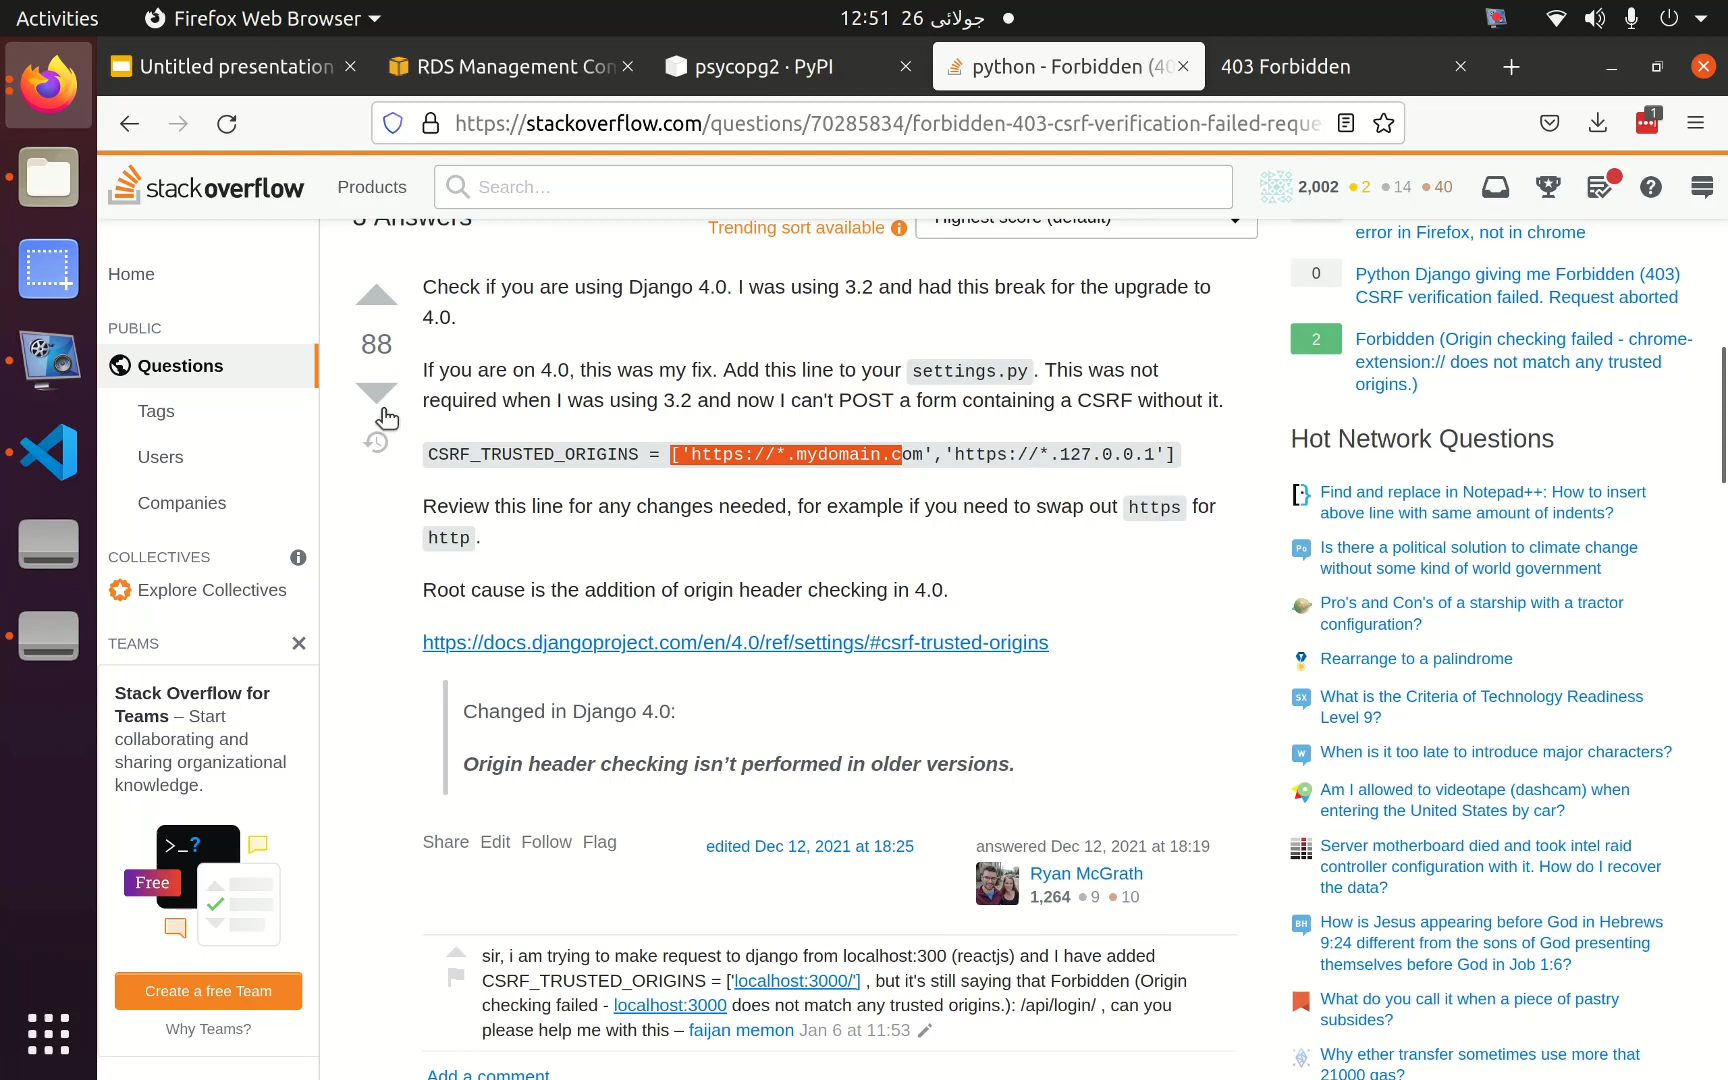 Activities
Firefox Web Browser
12:51 26 جولائی
Untitled presentation
RDS Management Con
psycopg2 · PyPI
python - Forbidden (40
403 Forbidden
https://stackoverflow.com/questions/70285834/forbidden-403-csrf-verification-failed-reque
1
stackoverflow
Products
Search...
2,002 2 14 40
Home
PUBLIC
Questions
Tags
Users
Companies
COLLECTIVES
Explore Collectives
TEAMS
Stack Overflow for
Teams – Start
collaborating and
sharing organizational
knowledge.
>_?
Free
Create a free Team
Why Teams?
3 Answers
Trending sort available
Highest score (default)
88
Check if you are using Django 4.0. I was using 3.2 and had this break for the upgrade to
4.0.
If you are on 4.0, this was my fix. Add this line to your settings.py. This was not
required when I was using 3.2 and now I can't POST a form containing a CSRF without it.
CSRF_TRUSTED_ORIGINS = ['https://*.mydomain.com','https://*.127.0.0.1']
Review this line for any changes needed, for example if you need to swap out https for
http.
Root cause is the addition of origin header checking in 4.0.
https://docs.djangoproject.com/en/4.0/ref/settings/#csrf-trusted-origins
Changed in Django 4.0:
Origin header checking isn’t performed in older versions.
Share Edit Follow Flag
edited Dec 12, 2021 at 18:25
answered Dec 12, 2021 at 18:19
Ryan McGrath
1,264 9 10
sir, i am trying to make request to django from localhost:300 (reactjs) and I have added
CSRF_TRUSTED_ORIGINS = ['localhost:3000/'] , but it's still saying that Forbidden (Origin
checking failed - localhost:3000 does not match any trusted origins.): /api/login/ , can you
please help me with this – faijan memon Jan 6 at 11:53
Add a comment
error in Firefox, not in chrome
0
Python Django giving me Forbidden (403)
CSRF verification failed. Request aborted
2
Forbidden (Origin checking failed - chrome-
extension:// does not match any trusted
origins.)
Hot Network Questions
Find and replace in Notepad++: How to insert
above line with same amount of indents?
Po
Is there a political solution to climate change
without some kind of world government
Pro's and Con's of a starship with a tractor
configuration?
Rearrange to a palindrome
SX
What is the Criteria of Technology Readiness
Level 9?
W
When is it too late to introduce major characters?
Am I allowed to videotape (dashcam) when
entering the United States by car?
Server motherboard died and took intel raid
controller configuration with it. How do I recover
the data?
BH
How is Jesus appearing before God in Hebrews
9:24 different from the sons of God presenting
themselves before God in Job 1:6?
What do you call it when a piece of pastry
subsides?
Why ether transfer sometimes use more that
21000 gas?